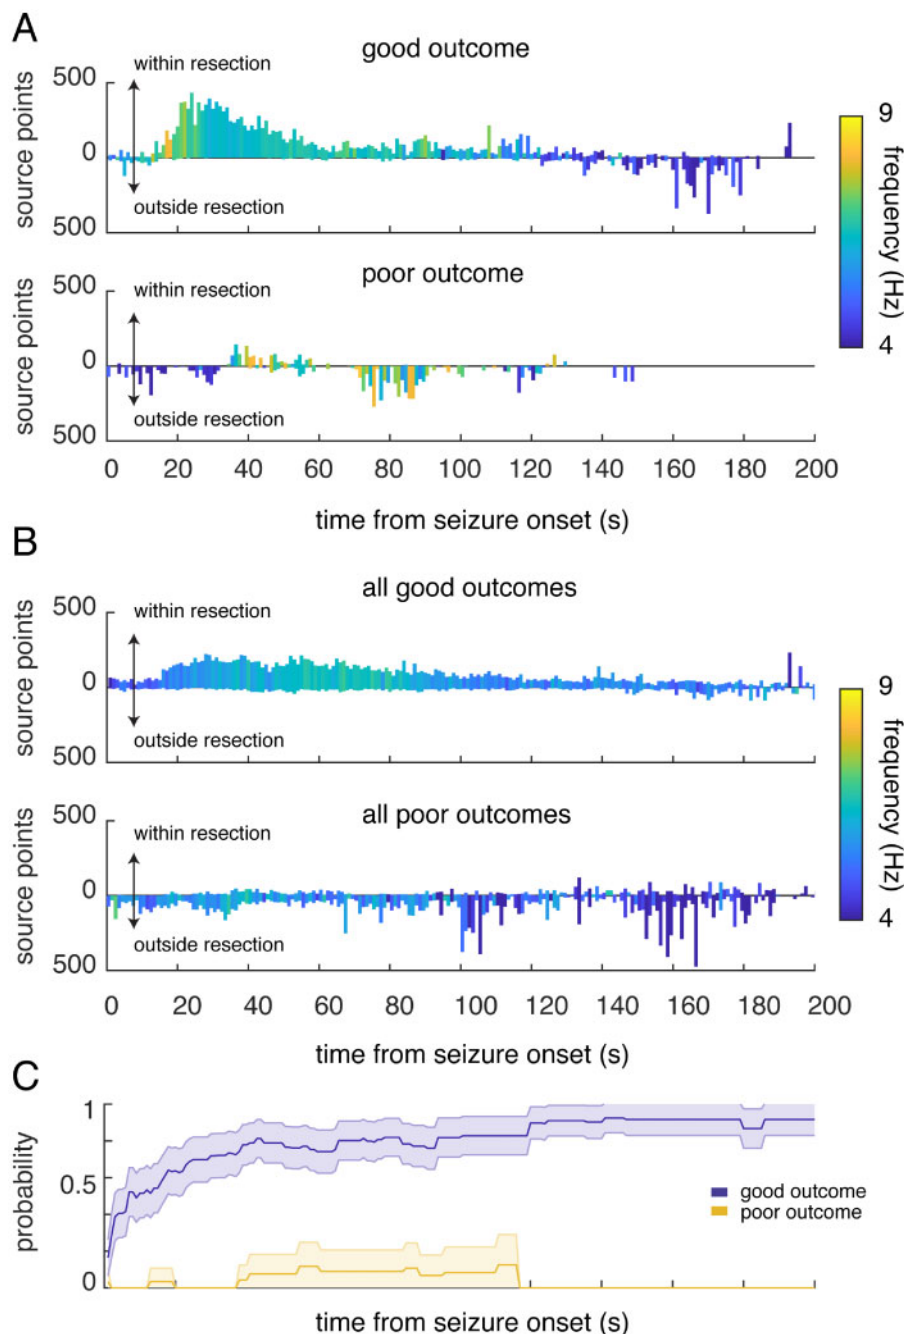 A
good outcome
within resection
500
0
500
source points
outside resection
poor outcome
within resection
500
0
500
source points
outside resection
0 20 40 60 80 100 120 140 160 180 200
time from seizure onset (s)
9
4
frequency (Hz)
B
all good outcomes
within resection
500
0
500
source points
outside resection
all poor outcomes
within resection
500
0
500
source points
outside resection
0 20 40 60 80 100 120 140 160 180 200
time from seizure onset (s)
9
4
frequency (Hz)
C
1
0.5
0
probability
good outcome
poor outcome
time from seizure onset (s)